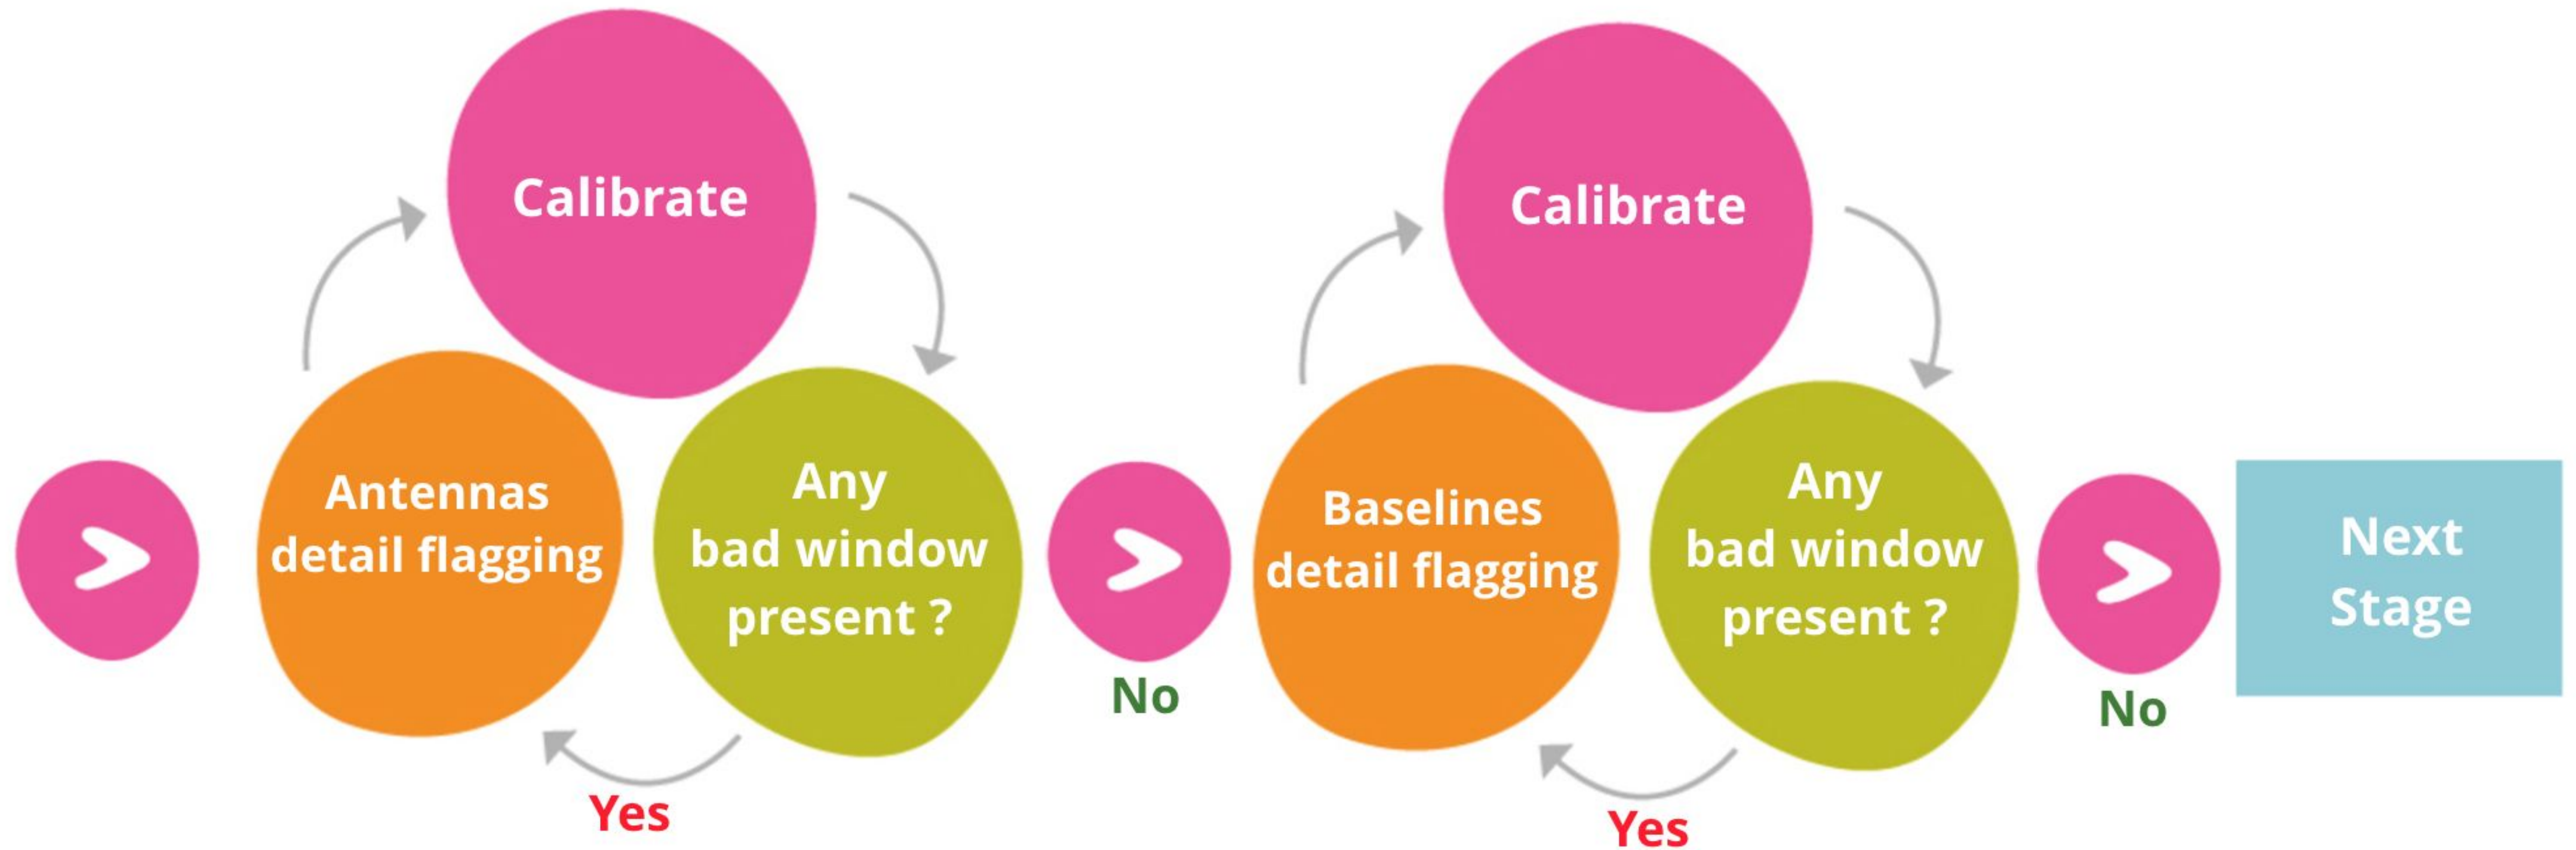 Calibrate
Antennas
detail flagging
Any
bad window
present ?
Yes
No
Calibrate
Baselines
detail flagging
Any
bad window
present ?
Yes
No
Next
Stage